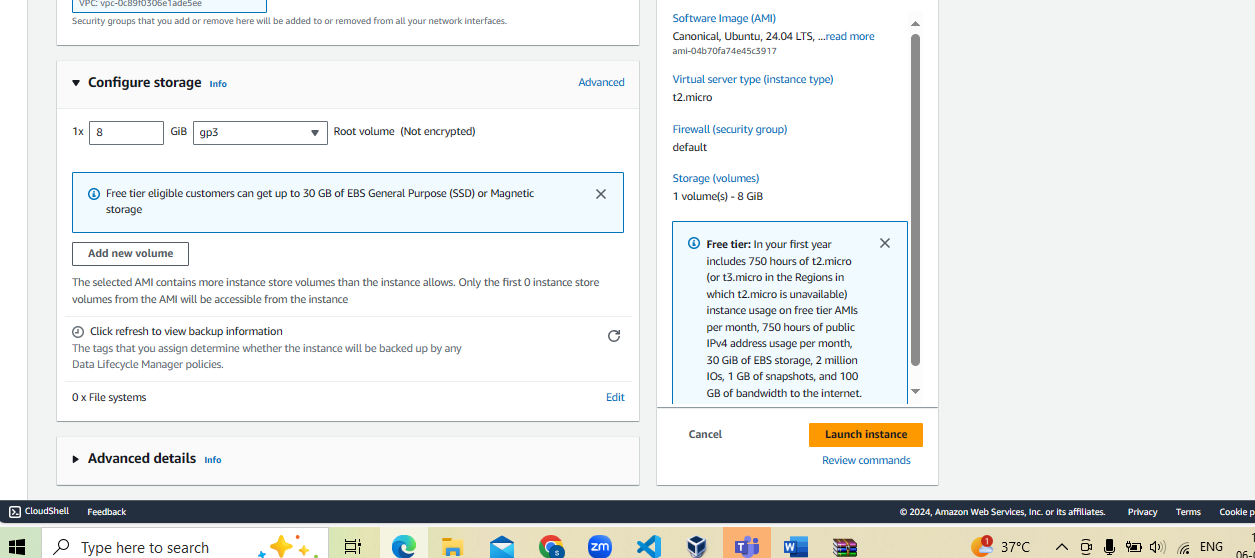 VPC: vpc-0c89f0306e1ade5ee
Security groups that you add or remove here will be added to or removed from all your network interfaces.
Configure storage Info
Advanced
1x 8 GiB gp3 Root volume (Not encrypted)
Free tier eligible customers can get up to 30 GB of EBS General Purpose (SSD) or Magnetic
storage
Add new volume
The selected AMI contains more instance store volumes than the instance allows. Only the first 0 instance store
volumes from the AMI will be accessible from the instance
Click refresh to view backup information
The tags that you assign determine whether the instance will be backed up by any
Data Lifecycle Manager policies.
0 x File systems
Edit
Advanced details Info
Software Image (AMI)
Canonical, Ubuntu, 24.04 LTS, ...read more
ami-04b70fa74e45c3917
Virtual server type (instance type)
t2.micro
Firewall (security group)
default
Storage (volumes)
1 volume(s) - 8 GiB
Free tier: In your first year
includes 750 hours of t2.micro
(or t3.micro in the Regions in
which t2.micro is unavailable)
instance usage on free tier AMIs
per month, 750 hours of public
IPv4 address usage per month,
30 GiB of EBS storage, 2 million
IOs, 1 GB of snapshots, and 100
GB of bandwidth to the internet.
Cancel
Launch instance
Review commands
CloudShell Feedback
© 2024, Amazon Web Services, Inc. or its affiliates. Privacy Terms Cookie p
Type here to search
zm
1
37°C
ENG